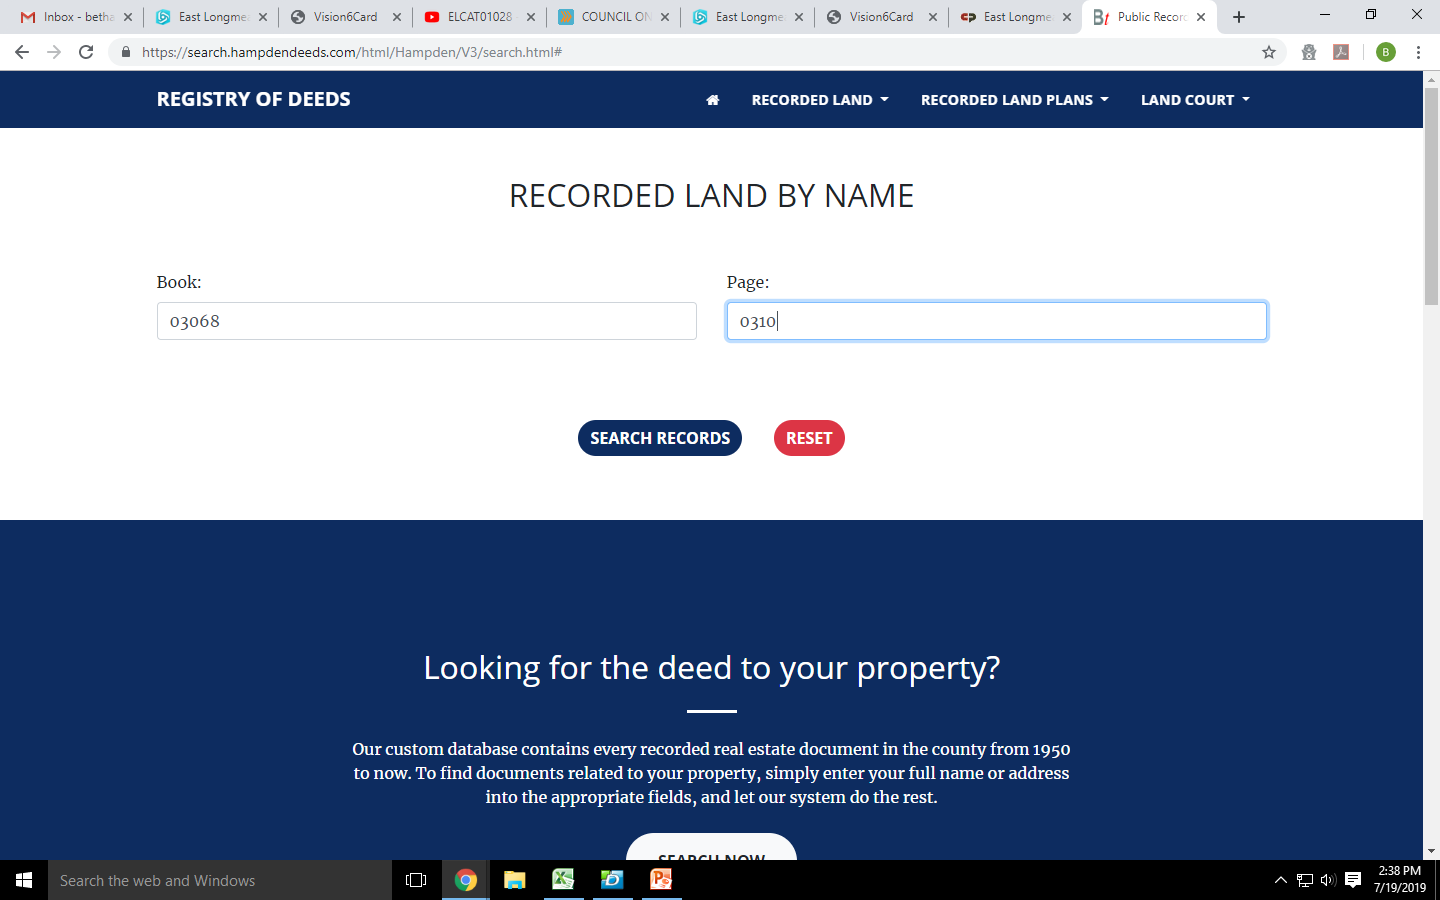 Inbox - betha
East Longmea
Vision6Card
ELCAT01028
COUNCIL ON
East Longmea
Vision6Card
East Longme
Public Record
https://search.hampdendeeds.com/html/Hampden/V3/search.html#
B
REGISTRY OF DEEDS
RECORDED LAND
RECORDED LAND PLANS
LAND COURT
RECORDED LAND BY NAME
Book:
Page:
03068
0310
SEARCH RECORDS
RESET
Looking for the deed to your property?
Our custom database contains every recorded real estate document in the county from 1950
to now. To find documents related to your property, simply enter your full name or address
into the appropriate fields, and let our system do the rest.
SEARCH NOW
Search the web and Windows
2:38 PM
7/19/2019